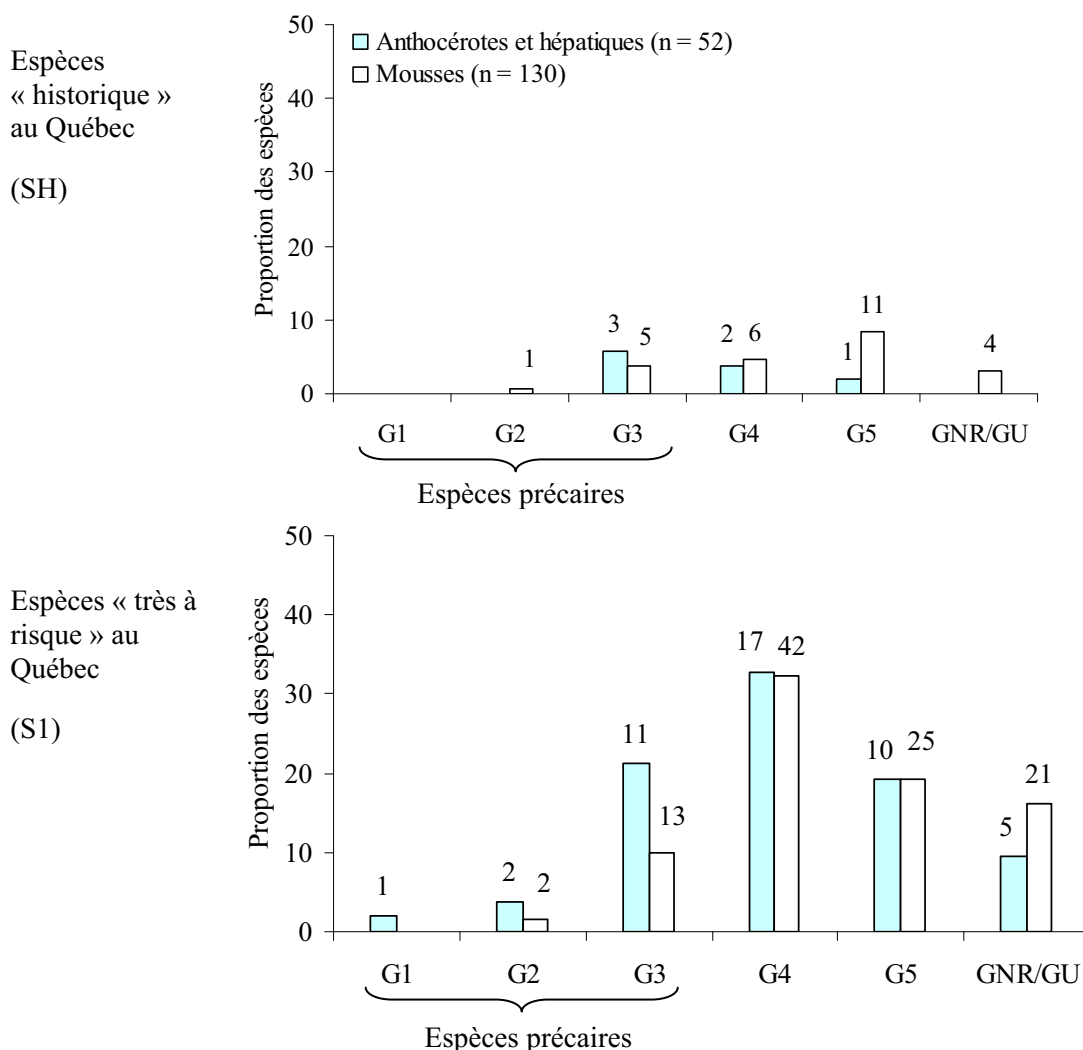 Espèces
« historique »
au Québec
(SH)
Proportion des espèces
50
40
30
20
10
0
Anthocérotes et hépatiques (n = 52)
Mousses (n = 130)
1
3
5
2
6
1
11
4
G1
G2
G3
G4
G5
GNR/GU
Espèces précaires
Espèces « très à
risque » au
Québec
(S1)
Proportion des espèces
50
40
30
20
10
0
1
2
2
11
13
17
42
10
25
5
21
G1
G2
G3
G4
G5
GNR/GU
Espèces précaires